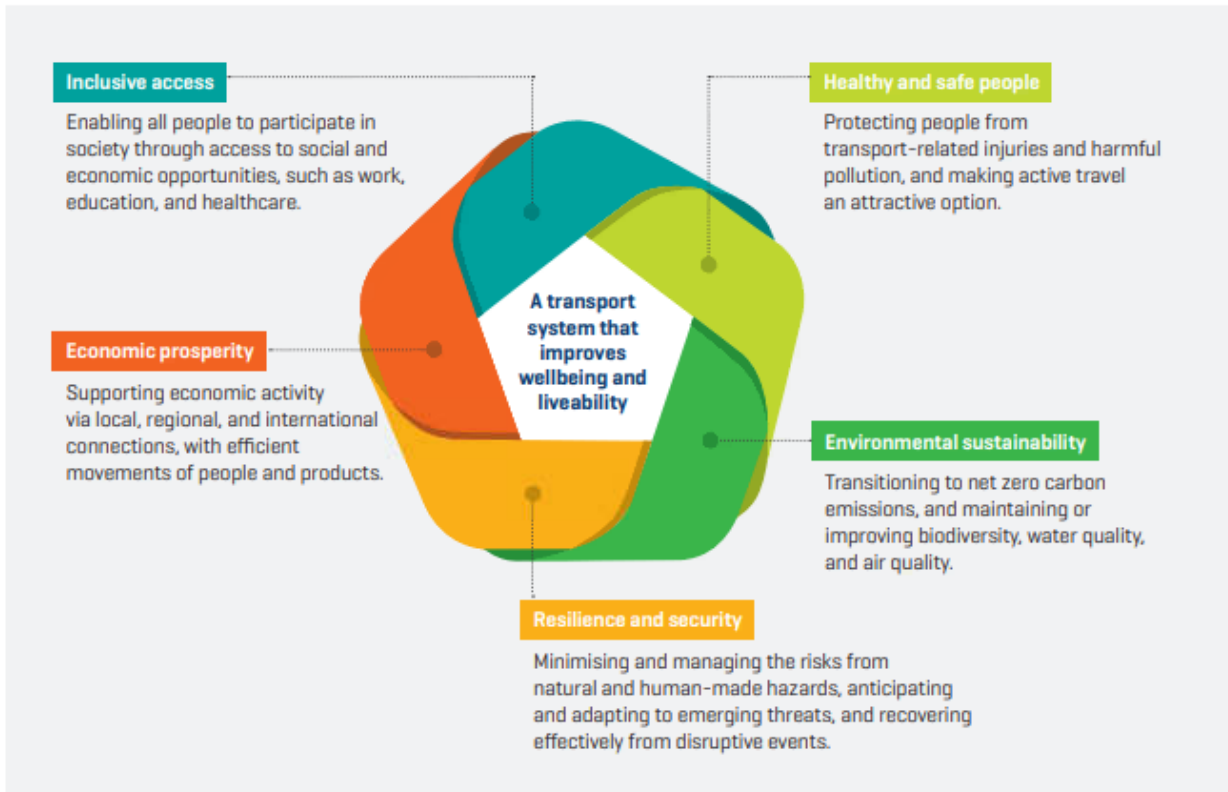 Inclusive access
Enabling all people to participate in
society through access to social and
economic opportunities, such as work,
education, and healthcare.
Healthy and safe people
Protecting people from
transport-related injuries and harmful
pollution, and making active travel
an attractive option.
A transport
system that
improves
wellbeing and
liveability
Economic prosperity
Supporting economic activity
via local, regional, and international
connections, with efficient
movements of people and products.
Environmental sustainability
Transitioning to net zero carbon
emissions, and maintaining or
improving biodiversity, water quality,
and air quality.
Resilience and security
Minimising and managing the risks from
natural and human-made hazards, anticipating
and adapting to emerging threats, and recovering
effectively from disruptive events.